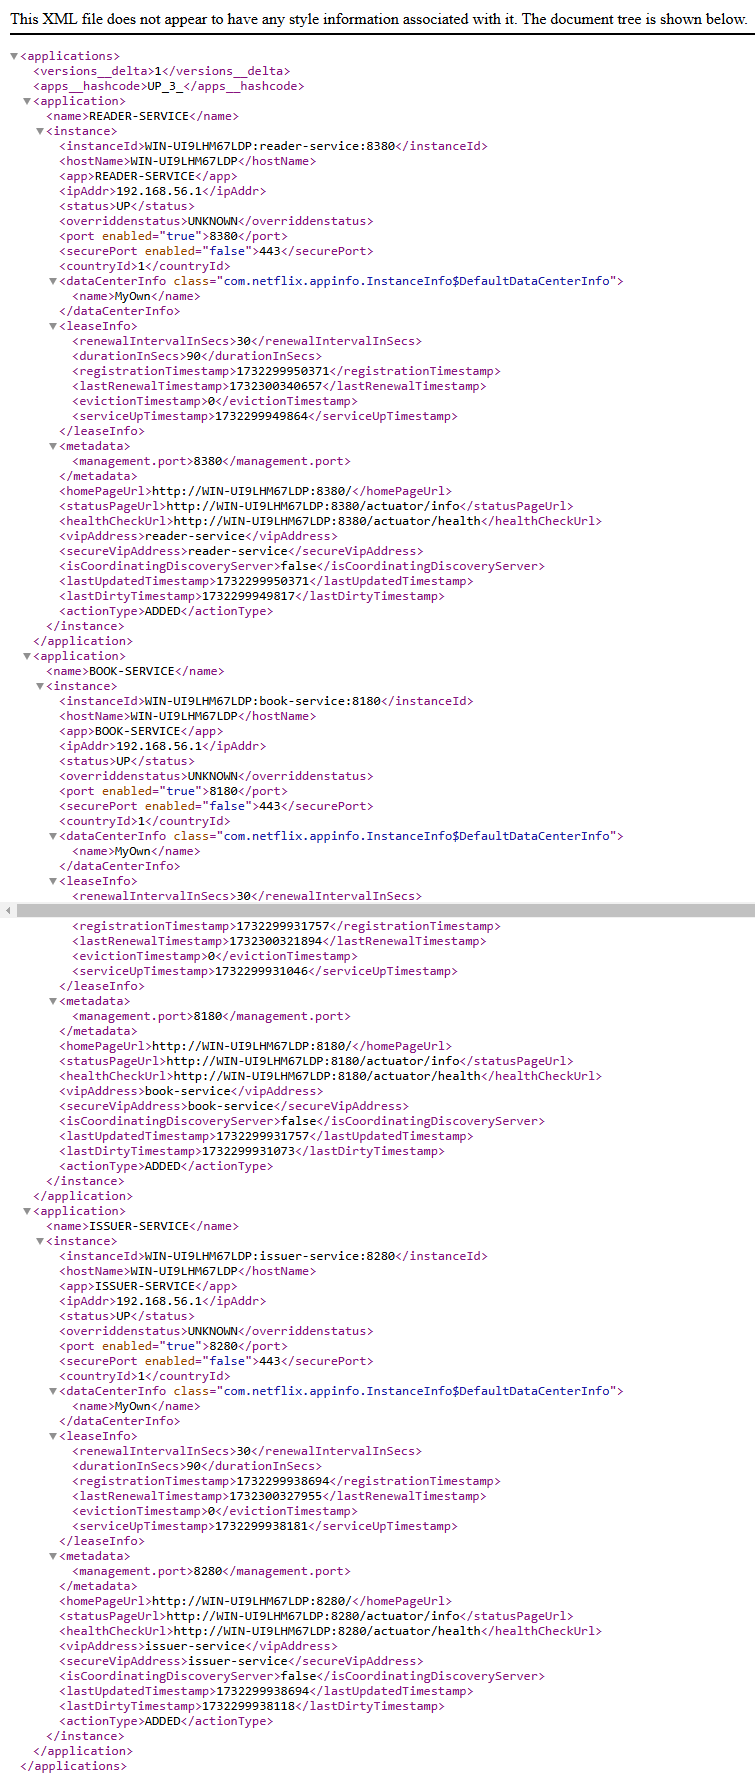 This XML file does not appear to have any style information associated with it. The document tree is shown below.
▼<applications>
<versions__delta>1</versions__delta>
<apps__hashcode>UP_3_</apps__hashcode>
▼<application>
<name>READER-SERVICE</name>
▼<instance>
<instanceId>WIN-UI9LHM67LDP:reader-service:8380</instanceId>
<hostName>WIN-UI9LHM67LDP</hostName>
<app>READER-SERVICE</app>
<ipAddr>192.168.56.1</ipAddr>
<status>UP</status>
<overriddenstatus>UNKNOWN</overriddenstatus>
<port enabled="true">8380</port>
<securePort enabled="false">443</securePort>
<countryId>1</countryId>
▼<dataCenterInfo class="com.netflix.appinfo.InstanceInfo$DefaultDataCenterInfo">
<name>MyOwn</name>
</dataCenterInfo>
▼<leaseInfo>
<renewalIntervalInSecs>30</renewalIntervalInSecs>
<durationInSecs>90</durationInSecs>
<registrationTimestamp>1732299950371</registrationTimestamp>
<lastRenewalTimestamp>1732300340657</lastRenewalTimestamp>
<evictionTimestamp>0</evictionTimestamp>
<serviceUpTimestamp>1732299949864</serviceUpTimestamp>
</leaseInfo>
▼<metadata>
<management.port>8380</management.port>
</metadata>
<homePageUrl>http://WIN-UI9LHM67LDP:8380/</homePageUrl>
<statusPageUrl>http://WIN-UI9LHM67LDP:8380/actuator/info</statusPageUrl>
<healthCheckUrl>http://WIN-UI9LHM67LDP:8380/actuator/health</healthCheckUrl>
<vipAddress>reader-service</vipAddress>
<secureVipAddress>reader-service</secureVipAddress>
<isCoordinatingDiscoveryServer>false</isCoordinatingDiscoveryServer>
<lastUpdatedTimestamp>1732299950371</lastUpdatedTimestamp>
<lastDirtyTimestamp>1732299949817</lastDirtyTimestamp>
<actionType>ADDED</actionType>
</instance>
</application>
▼<application>
<name>BOOK-SERVICE</name>
▼<instance>
<instanceId>WIN-UI9LHM67LDP:book-service:8180</instanceId>
<hostName>WIN-UI9LHM67LDP</hostName>
<app>BOOK-SERVICE</app>
<ipAddr>192.168.56.1</ipAddr>
<status>UP</status>
<overriddenstatus>UNKNOWN</overriddenstatus>
<port enabled="true">8180</port>
<securePort enabled="false">443</securePort>
<countryId>1</countryId>
▼<dataCenterInfo class="com.netflix.appinfo.InstanceInfo$DefaultDataCenterInfo">
<name>MyOwn</name>
</dataCenterInfo>
▼<leaseInfo>
<renewalIntervalInSecs>30</renewalIntervalInSecs>
<registrationTimestamp>1732299931757</registrationTimestamp>
<lastRenewalTimestamp>1732300321894</lastRenewalTimestamp>
<evictionTimestamp>0</evictionTimestamp>
<serviceUpTimestamp>1732299931046</serviceUpTimestamp>
</leaseInfo>
▼<metadata>
<management.port>8180</management.port>
</metadata>
<homePageUrl>http://WIN-UI9LHM67LDP:8180/</homePageUrl>
<statusPageUrl>http://WIN-UI9LHM67LDP:8180/actuator/info</statusPageUrl>
<healthCheckUrl>http://WIN-UI9LHM67LDP:8180/actuator/health</healthCheckUrl>
<vipAddress>book-service</vipAddress>
<secureVipAddress>book-service</secureVipAddress>
<isCoordinatingDiscoveryServer>false</isCoordinatingDiscoveryServer>
<lastUpdatedTimestamp>1732299931757</lastUpdatedTimestamp>
<lastDirtyTimestamp>1732299931073</lastDirtyTimestamp>
<actionType>ADDED</actionType>
</instance>
</application>
▼<application>
<name>ISSUER-SERVICE</name>
▼<instance>
<instanceId>WIN-UI9LHM67LDP:issuer-service:8280</instanceId>
<hostName>WIN-UI9LHM67LDP</hostName>
<app>ISSUER-SERVICE</app>
<ipAddr>192.168.56.1</ipAddr>
<status>UP</status>
<overriddenstatus>UNKNOWN</overriddenstatus>
<port enabled="true">8280</port>
<securePort enabled="false">443</securePort>
<countryId>1</countryId>
▼<dataCenterInfo class="com.netflix.appinfo.InstanceInfo$DefaultDataCenterInfo">
<name>MyOwn</name>
</dataCenterInfo>
▼<leaseInfo>
<renewalIntervalInSecs>30</renewalIntervalInSecs>
<durationInSecs>90</durationInSecs>
<registrationTimestamp>1732299938694</registrationTimestamp>
<lastRenewalTimestamp>1732300327955</lastRenewalTimestamp>
<evictionTimestamp>0</evictionTimestamp>
<serviceUpTimestamp>1732299938181</serviceUpTimestamp>
</leaseInfo>
▼<metadata>
<management.port>8280</management.port>
</metadata>
<homePageUrl>http://WIN-UI9LHM67LDP:8280/</homePageUrl>
<statusPageUrl>http://WIN-UI9LHM67LDP:8280/actuator/info</statusPageUrl>
<healthCheckUrl>http://WIN-UI9LHM67LDP:8280/actuator/health</healthCheckUrl>
<vipAddress>issuer-service</vipAddress>
<secureVipAddress>issuer-service</secureVipAddress>
<isCoordinatingDiscoveryServer>false</isCoordinatingDiscoveryServer>
<lastUpdatedTimestamp>1732299938694</lastUpdatedTimestamp>
<lastDirtyTimestamp>1732299938118</lastDirtyTimestamp>
<actionType>ADDED</actionType>
</instance>
</application>
</applications>